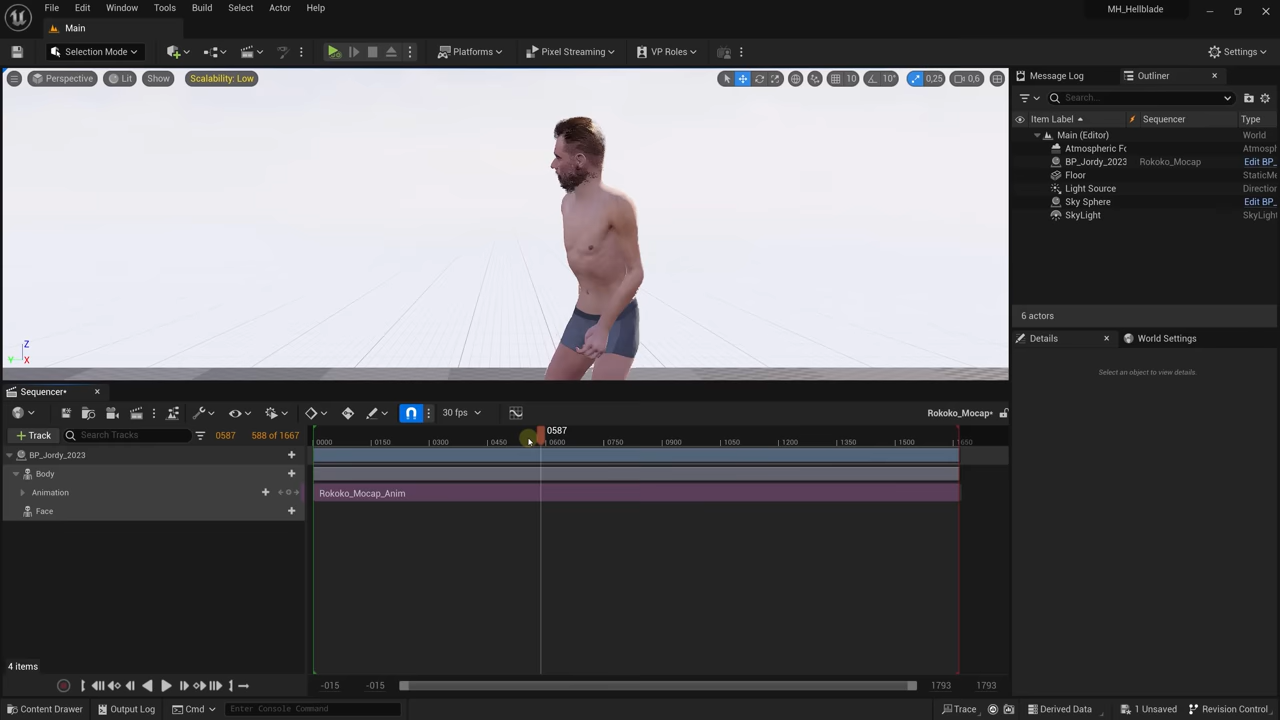 File Edit Window Tools Build Select Actor Help
MH_Hellblade
Main
Selection Mode
Platforms
Pixel Streaming
VP Roles
Settings
Perspective
Lit
Show
Scalability: Low
10
10°
0,25
0,6
Message Log
Outliner
Search...
Item Label
Sequencer
Type
Main (Editor)
World
Atmospheric Fo
Atmosph
BP_Jordy_2023
Rokoko_Mocap
Edit BP_
Floor
StaticMe
Light Source
Direction
Sky Sphere
Edit BP_
SkyLight
SkyLight
6 actors
Details
World Settings
Select an object to view details.
Z
Y
X
Sequencer*
30 fps
Rokoko_Mocap*
Track
Search Tracks
0587
588 of 1667
0587
0000 0150 0300 0450 0600 0750 0900 1050 1200 1350 1500 1650
BP_Jordy_2023
Body
Animation
Rokoko_Mocap_Anim
Face
4 items
-015
-015
1793
1793
Content Drawer
Output Log
Cmd
Enter Console Command
Trace
Derived Data
1 Unsaved
Revision Control